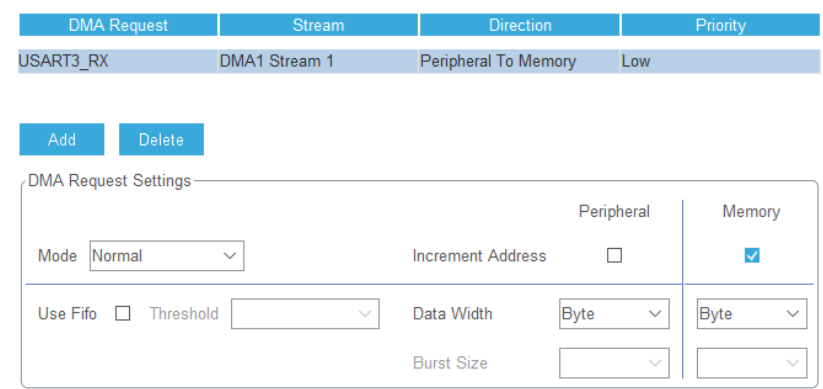 DMA Request Stream Direction Priority
USART3_RX DMA1 Stream 1 Peripheral To Memory Low
Add Delete
DMA Request Settings
Peripheral Memory
Mode Normal Increment Address
Use Fifo Threshold Data Width Byte Byte
Burst Size